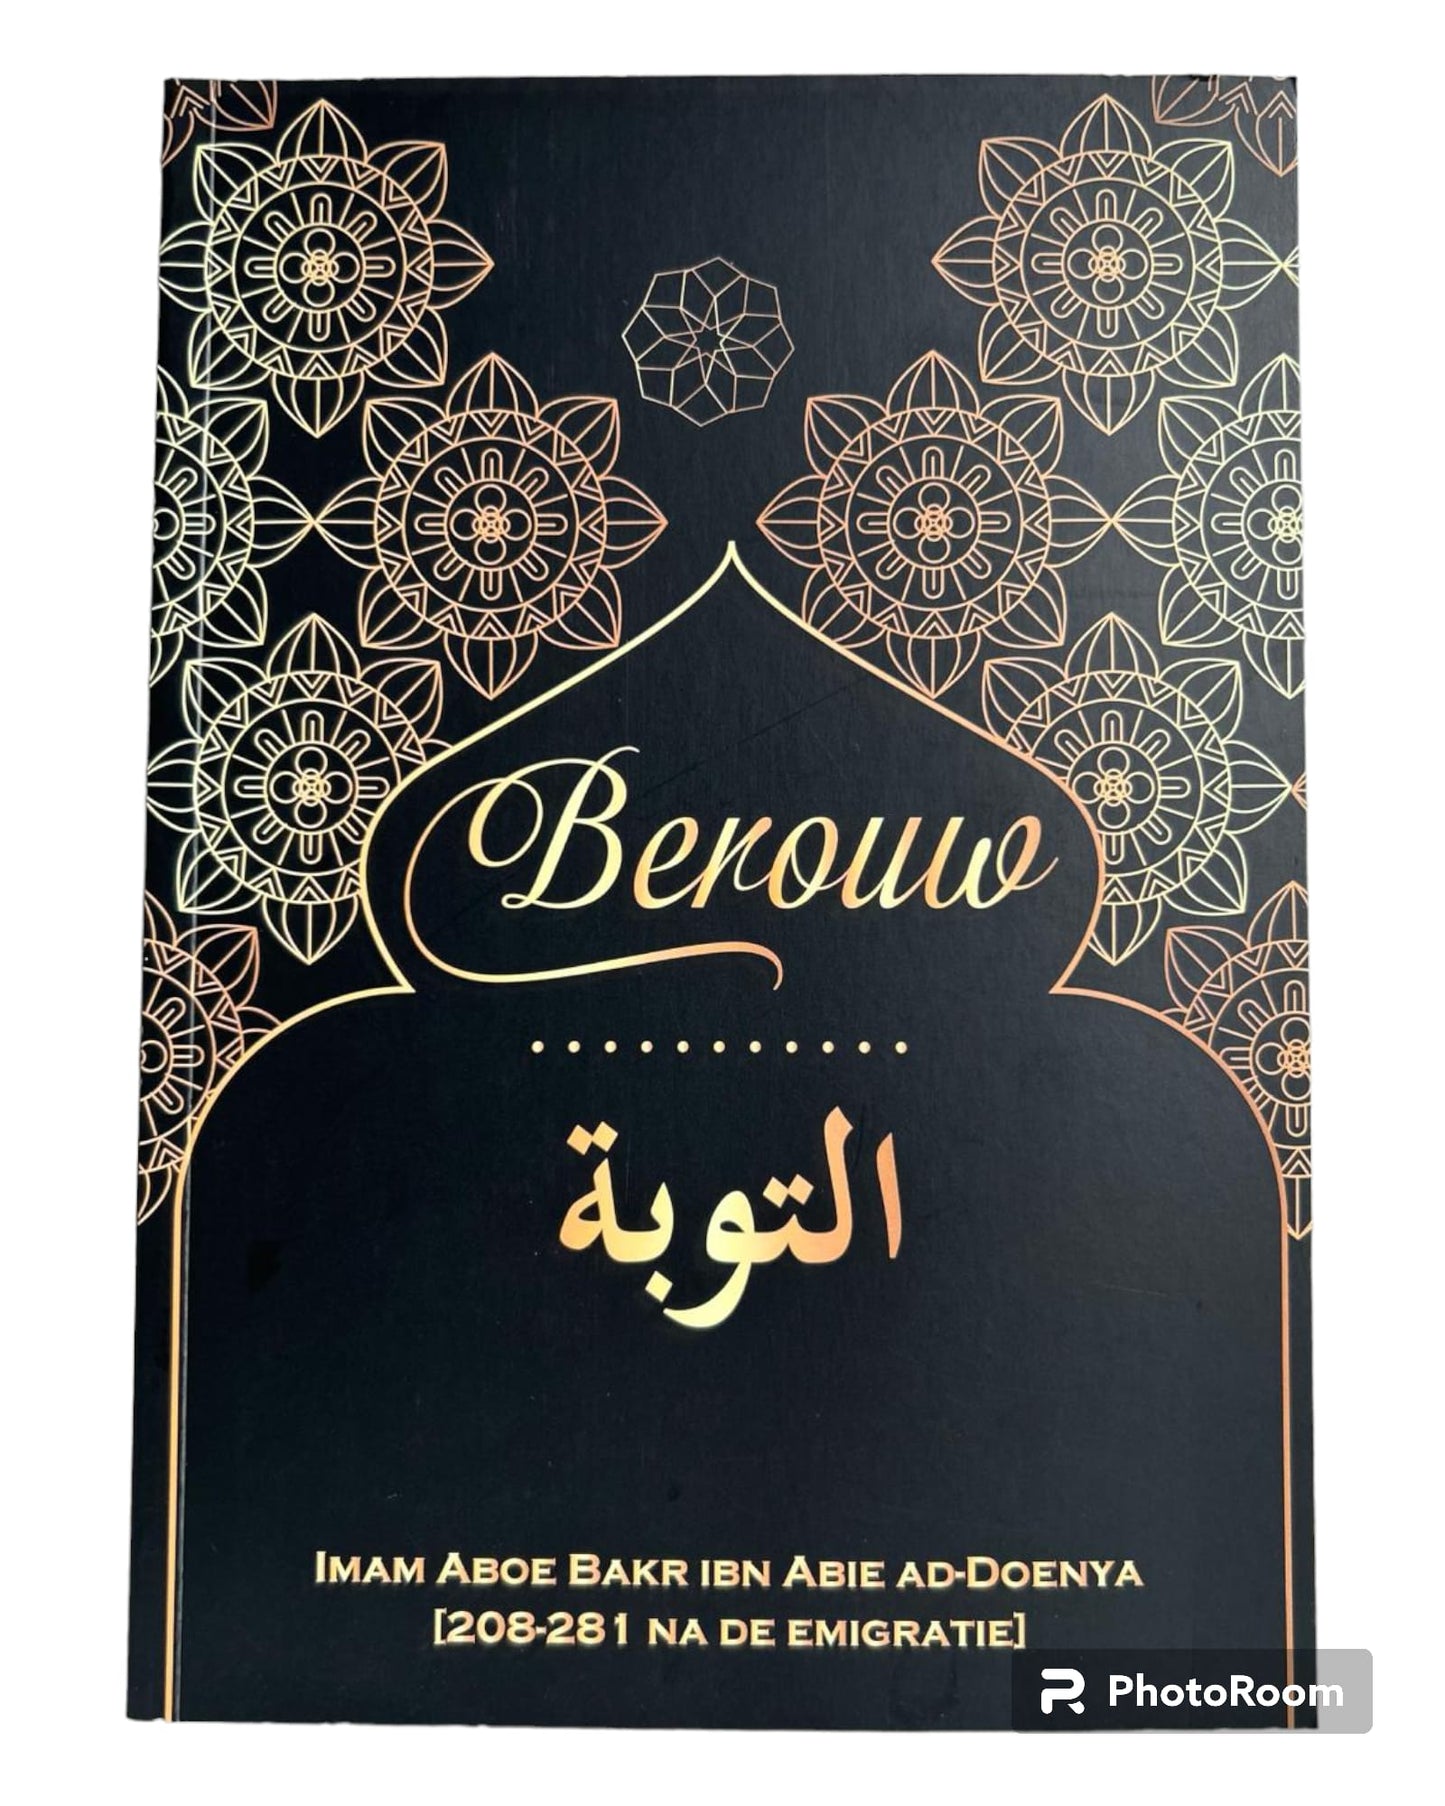 Berouw
التوبة
IMAM ABOE BAKR IBN ABIE AD-DOENYA
[208-281 NA DE EMIGRATIE]
PhotoRoom